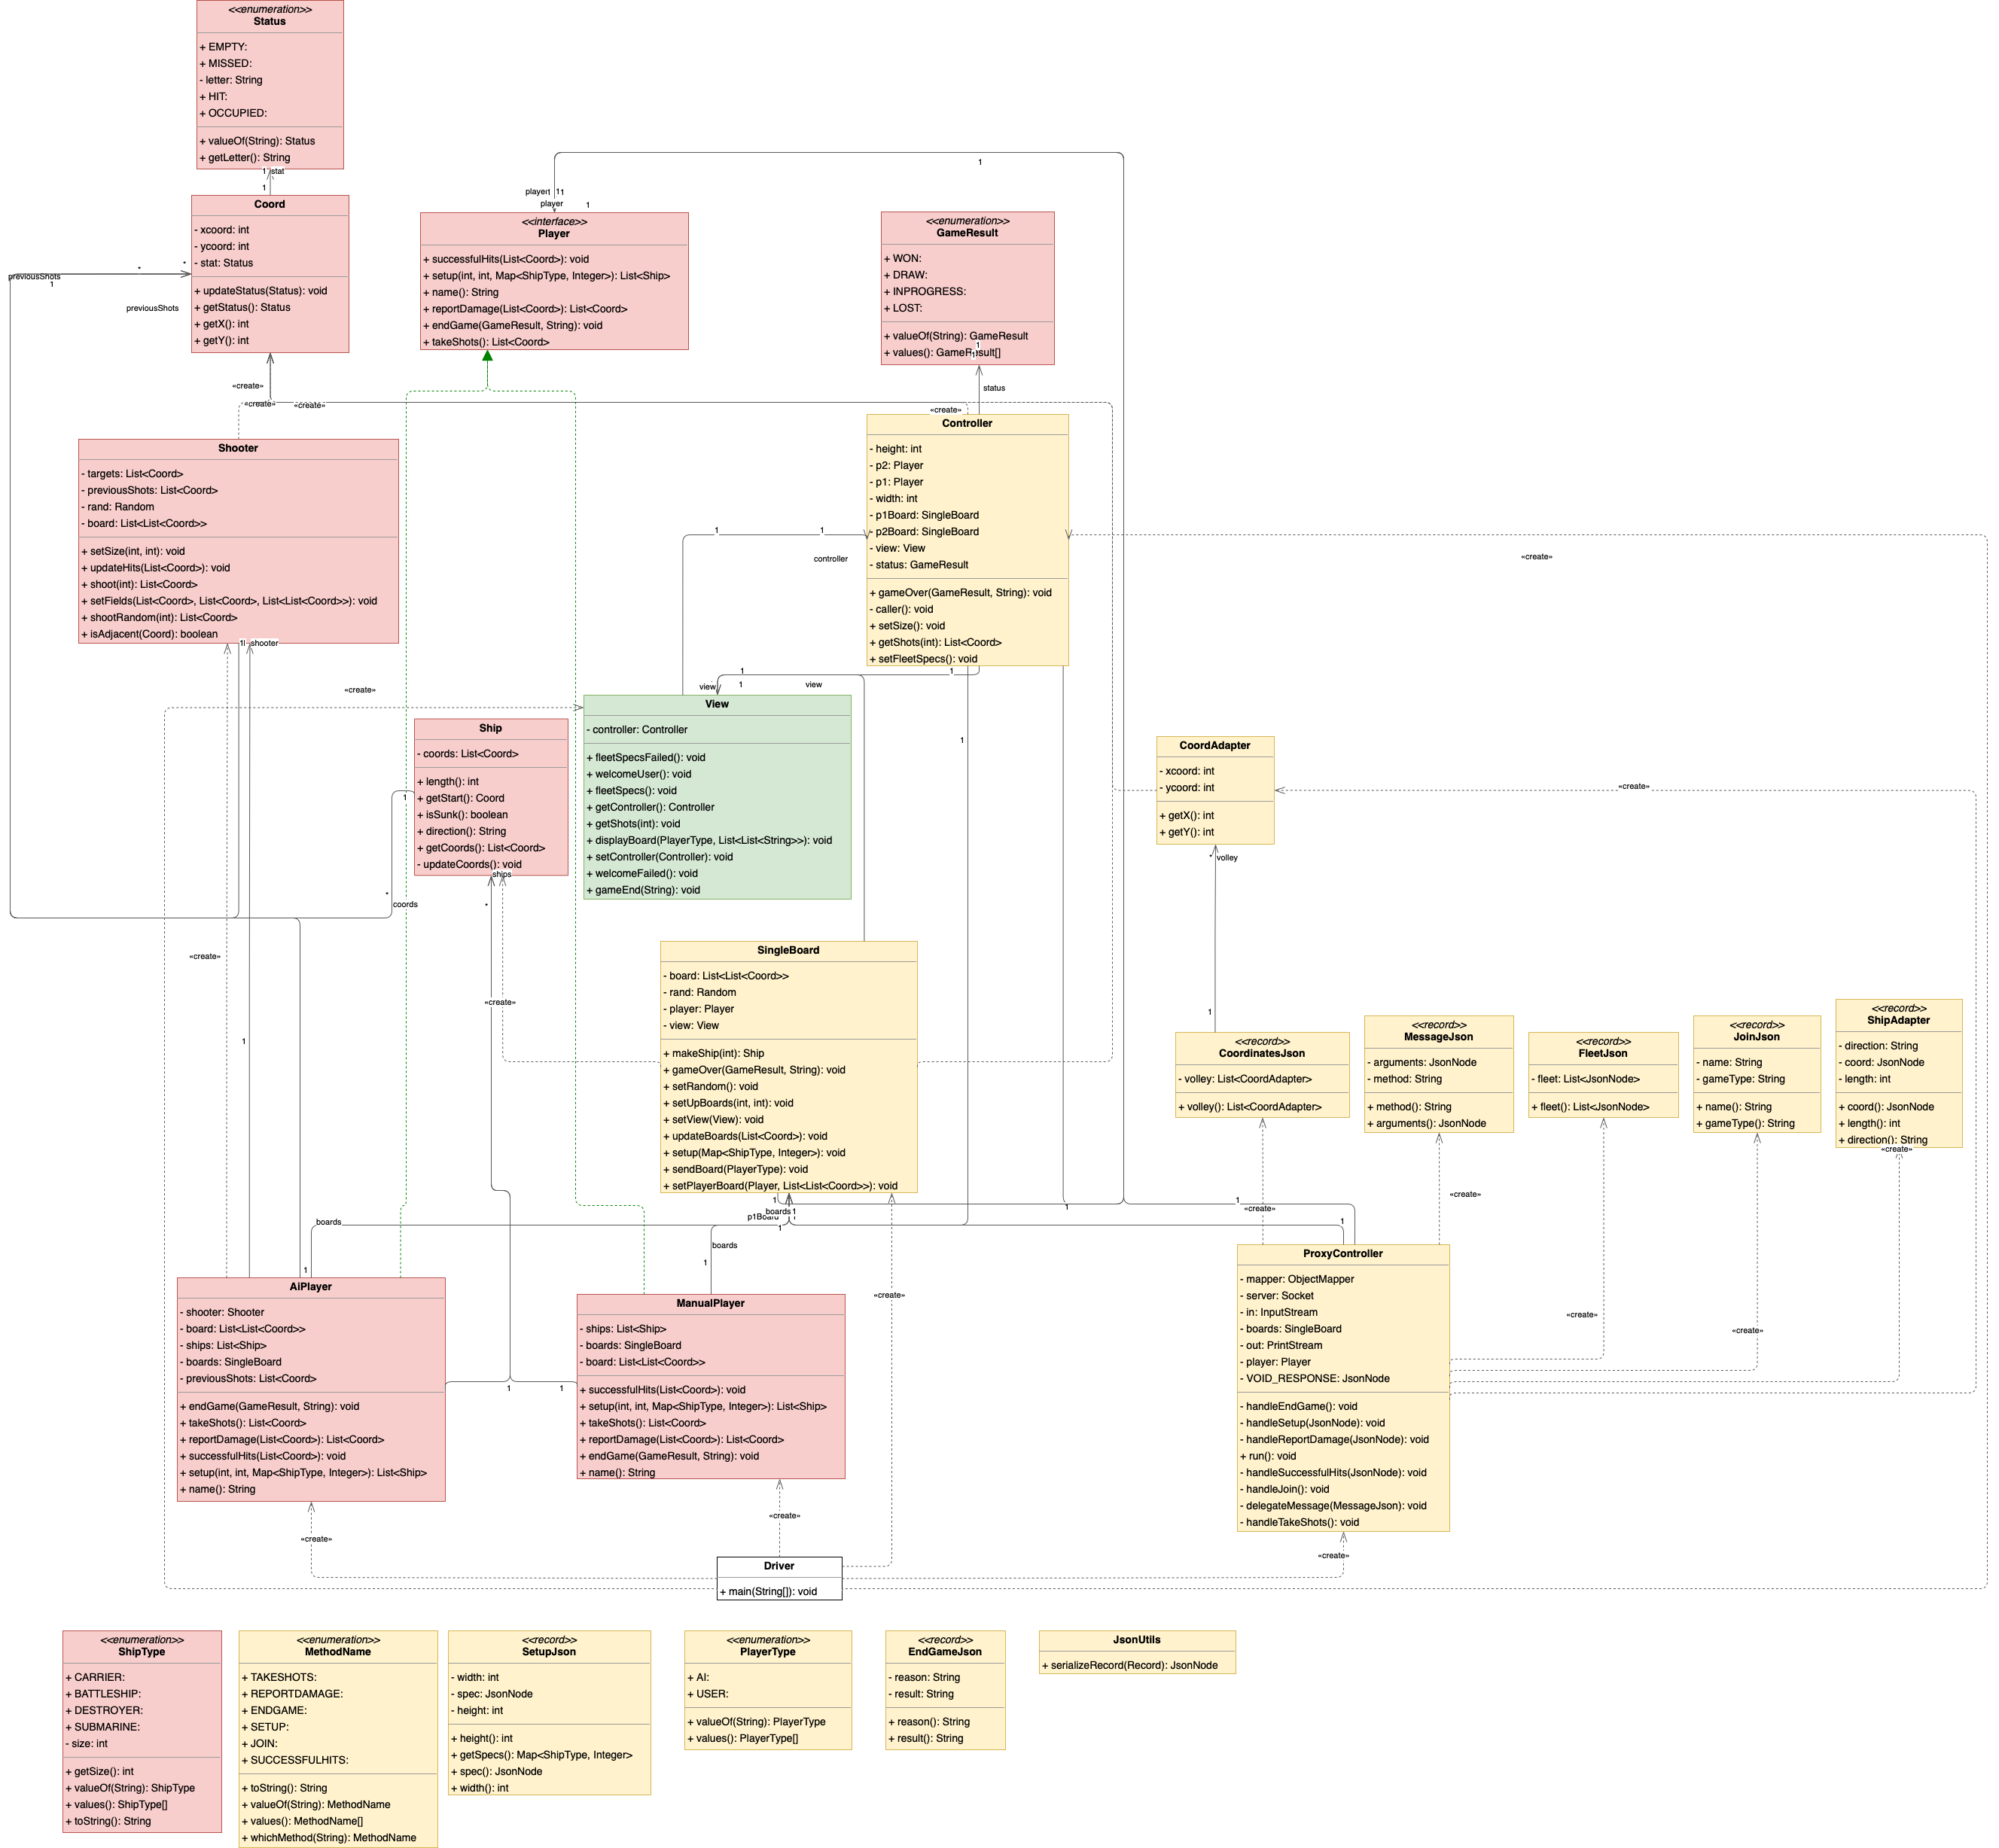 <<enumeration>>
Status
+ EMPTY:
+ MISSED:
- letter: String
+ HIT:
+ OCCUPIED:
+ valueOf(String): Status
+ getLetter(): String
1 stat
1
Coord
- xcoord: int
- ycoord: int
- stat: Status
+ updateStatus(Status): void
+ getStatus(): Status
+ getX(): int
+ getY(): int
*
*
previousShots
1
previousShots
1
player 1 1
player
1
<<interface>>
Player
+ successfulHits(List<Coord>): void
+ setup(int, int, Map<ShipType, Integer>): List<Ship>
+ name(): String
+ reportDamage(List<Coord>): List<Coord>
+ endGame(GameResult, String): void
+ takeShots(): List<Coord>
<<enumeration>>
GameResult
+ WON:
+ DRAW:
+ INPROGRESS:
+ LOST:
+ valueOf(String): GameResult
+ values(): GameResult[]
1
1
status
«create»
«create»
«create»
«create»
Shooter
- targets: List<Coord>
- previousShots: List<Coord>
- rand: Random
- board: List<List<Coord>>
+ setSize(int, int): void
+ updateHits(List<Coord>): void
+ shoot(int): List<Coord>
+ setFields(List<Coord>, List<Coord>, List<List<Coord>>): void
+ shootRandom(int): List<Coord>
+ isAdjacent(Coord): boolean
1 shooter
Controller
- height: int
- p2: Player
- p1: Player
- width: int
- p1Board: SingleBoard
- p2Board: SingleBoard
- view: View
- status: GameResult
+ gameOver(GameResult, String): void
- caller(): void
+ setSize(): void
+ getShots(int): List<Coord>
+ setFleetSpecs(): void
1
1
controller
«create»
1
1
view
1
view
«create»
View
- controller: Controller
+ fleetSpecsFailed(): void
+ welcomeUser(): void
+ fleetSpecs(): void
+ getController(): Controller
+ getShots(int): void
+ displayBoard(PlayerType, List<List<String>>): void
+ setController(Controller): void
+ welcomeFailed(): void
+ gameEnd(String): void
Ship
- coords: List<Coord>
+ length(): int
+ getStart(): Coord
+ isSunk(): boolean
+ direction(): String
+ getCoords(): List<Coord>
- updateCoords(): void
ships
1
*
coords
*
1
CoordAdapter
- xcoord: int
- ycoord: int
+ getX(): int
+ getY(): int
«create»
* volley
1
«create»
«create»
1
SingleBoard
- board: List<List<Coord>>
- rand: Random
- player: Player
- view: View
+ makeShip(int): Ship
+ gameOver(GameResult, String): void
+ setRandom(): void
+ setUpBoards(int, int): void
+ setView(View): void
+ updateBoards(List<Coord>): void
+ setup(Map<ShipType, Integer>): void
+ sendBoard(PlayerType): void
+ setPlayerBoard(Player, List<List<Coord>>): void
<<record>>
CoordinatesJson
- volley: List<CoordAdapter>
+ volley(): List<CoordAdapter>
<<record>>
MessageJson
- arguments: JsonNode
- method: String
+ method(): String
+ arguments(): JsonNode
<<record>>
FleetJson
- fleet: List<JsonNode>
+ fleet(): List<JsonNode>
<<record>>
JoinJson
- name: String
- gameType: String
+ name(): String
+ gameType(): String
<<record>>
ShipAdapter
- direction: String
- coord: JsonNode
- length: int
+ coord(): JsonNode
+ length(): int
+ direction(): String
«create»
«create»
«create»
«create»
«create»
1
1
1
boards
1
p1Board
1
boards
boards
1
1
1
1
1
«create»
AiPlayer
- shooter: Shooter
- board: List<List<Coord>>
- ships: List<Ship>
- boards: SingleBoard
- previousShots: List<Coord>
+ endGame(GameResult, String): void
+ takeShots(): List<Coord>
+ reportDamage(List<Coord>): List<Coord>
+ successfulHits(List<Coord>): void
+ setup(int, int, Map<ShipType, Integer>): List<Ship>
+ name(): String
ManualPlayer
- ships: List<Ship>
- boards: SingleBoard
- board: List<List<Coord>>
+ successfulHits(List<Coord>): void
+ setup(int, int, Map<ShipType, Integer>): List<Ship>
+ takeShots(): List<Coord>
+ reportDamage(List<Coord>): List<Coord>
+ endGame(GameResult, String): void
+ name(): String
ProxyController
- mapper: ObjectMapper
- server: Socket
- in: InputStream
- boards: SingleBoard
- out: PrintStream
- player: Player
- VOID_RESPONSE: JsonNode
- handleEndGame(): void
- handleSetup(JsonNode): void
- handleReportDamage(JsonNode): void
+ run(): void
- handleSuccessfulHits(JsonNode): void
- handleJoin(): void
- delegateMessage(MessageJson): void
- handleTakeShots(): void
«create»
«create»
«create»
Driver
+ main(String[]): void
<<enumeration>>
ShipType
+ CARRIER:
+ BATTLESHIP:
+ DESTROYER:
+ SUBMARINE:
- size: int
+ getSize(): int
+ valueOf(String): ShipType
+ values(): ShipType[]
+ toString(): String
<<enumeration>>
MethodName
+ TAKESHOTS:
+ REPORTDAMAGE:
+ ENDGAME:
+ SETUP:
+ JOIN:
+ SUCCESSFULHITS:
+ toString(): String
+ valueOf(String): MethodName
+ values(): MethodName[]
+ whichMethod(String): MethodName
<<record>>
SetupJson
- width: int
- spec: JsonNode
- height: int
+ height(): int
+ getSpecs(): Map<ShipType, Integer>
+ spec(): JsonNode
+ width(): int
<<enumeration>>
PlayerType
+ AI:
+ USER:
+ valueOf(String): PlayerType
+ values(): PlayerType[]
<<record>>
EndGameJson
- reason: String
- result: String
+ reason(): String
+ result(): String
JsonUtils
+ serializeRecord(Record): JsonNode